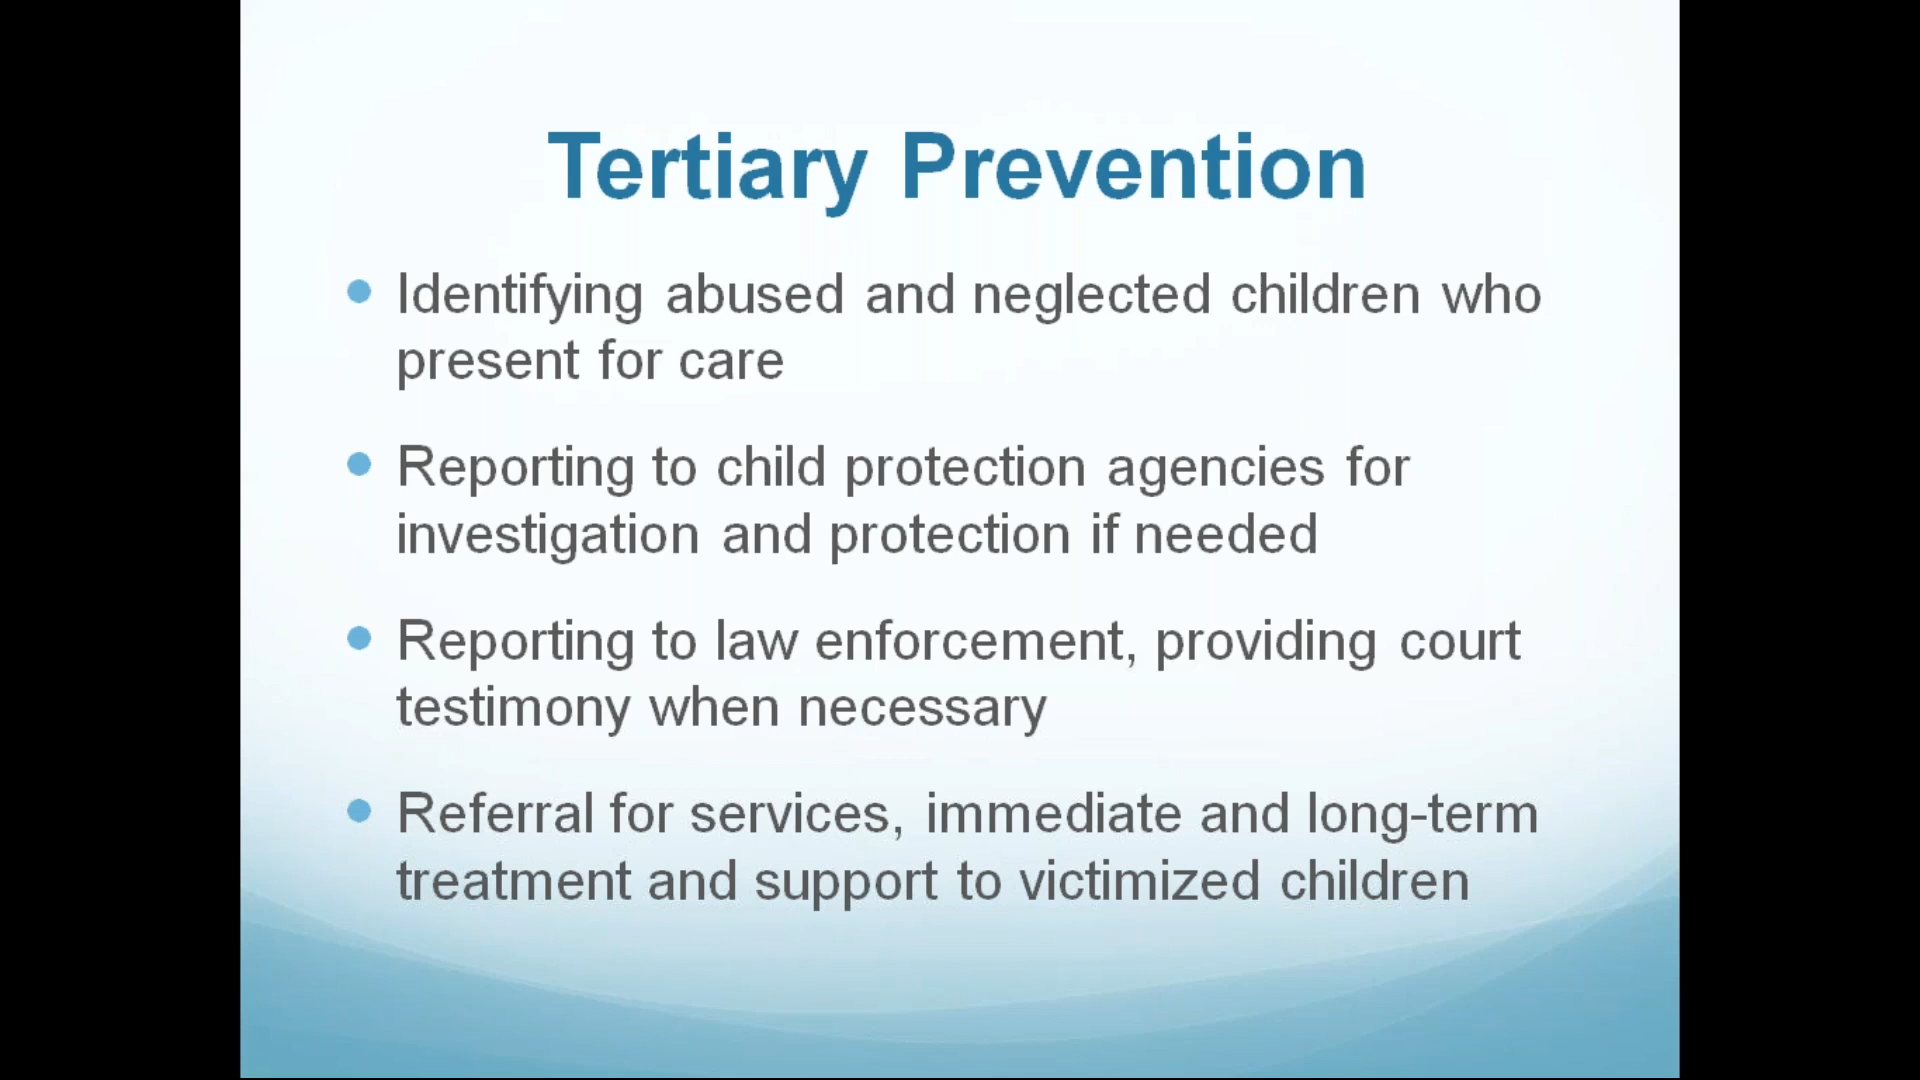 Tertiary Prevention
Identifying abused and neglected children who
present for care
Reporting to child protection agencies for
investigation and protection if needed
Reporting to law enforcement, providing court
testimony when necessary
Referral for services, immediate and long-term
treatment and support to victimized children